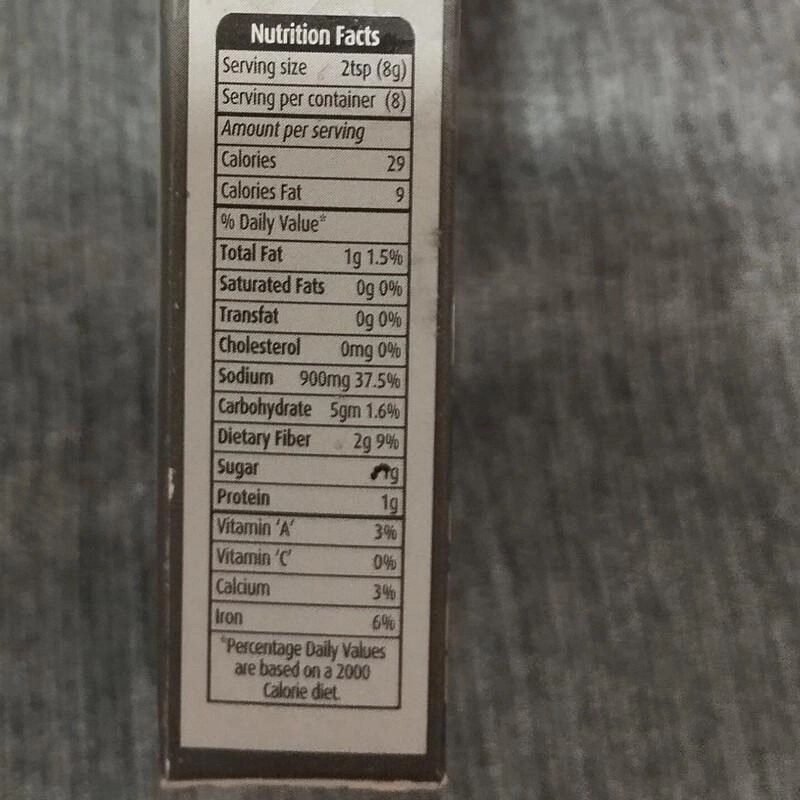 Nutrition Facts
Serving size 2tsp (8g)
Serving per container (8)
Amount per serving
Calories 29
Calories Fat 9
% Daily Value*
Total Fat 1g 1.5%
Saturated Fats 0g 0%
Transfat 0g 0%
Cholesterol 0mg 0%
Sodium 900mg 37.5%
Carbohydrate 5gm 1.6%
Dietary Fiber 2g 9%
Sugar
Protein 1g
Vitamin 'A' 3%
Vitamin 'C' 0%
Calcium 3%
Iron 6%
*Percentage Daily Values
are based on a 2000
Calorie diet.